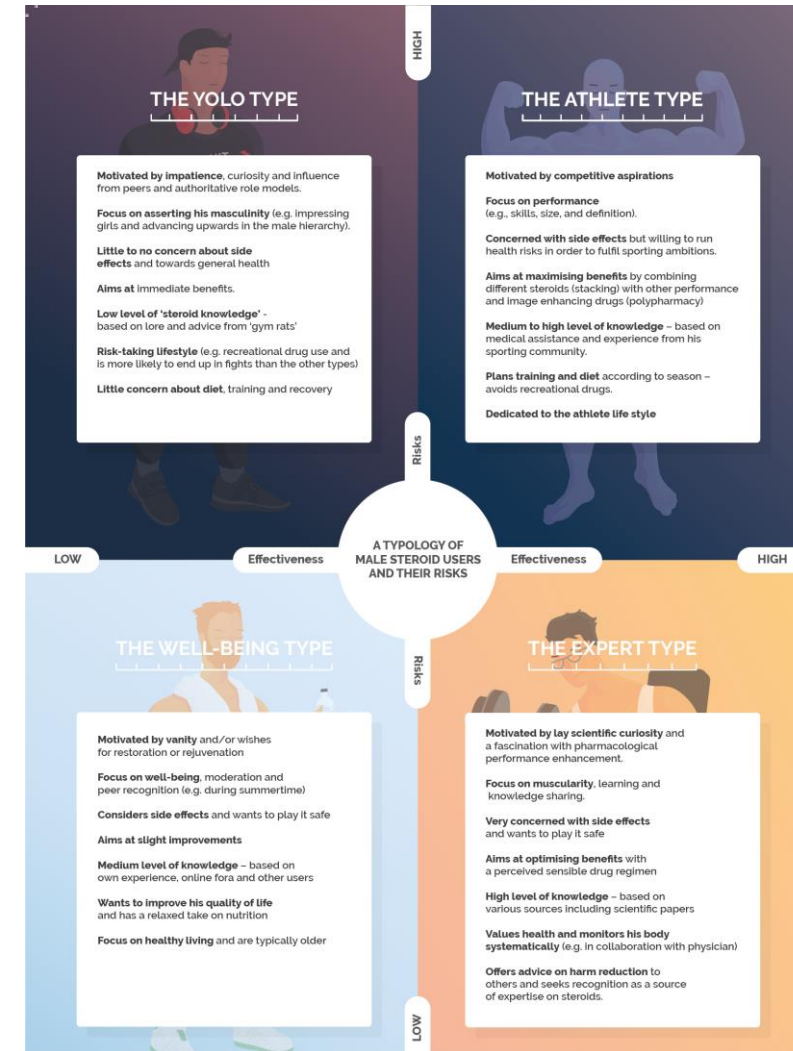 HIGH
THE YOLO TYPE
Motivated by impatience, curiosity and influence
from peers and authoritative role models.
Focus on asserting his masculinity (e.g. impressing
girls and advancing upwards in the male hierarchy).
Little to no concern about side
effects and towards general health
Aims at immediate benefits.
Low level of ‘steroid knowledge’ -
based on lore and advice from ‘gym rats’
Risk-taking lifestyle (e.g. recreational drug use and
is more likely to end up in fights than the other types)
Little concern about diet, training and recovery
THE ATHLETE TYPE
Motivated by competitive aspirations
Focus on performance
(e.g., skills, size, and definition).
Concerned with side effects but willing to run
health risks in order to fulfil sporting ambitions.
Aims at maximising benefits by combining
different steroids (stacking) with other performance
and image enhancing drugs (polypharmacy)
Medium to high level of knowledge – based on
medical assistance and experience from his
sporting community.
Plans training and diet according to season –
avoids recreational drugs.
Dedicated to the athlete life style
Risks
LOW
Effectiveness
A TYPOLOGY OF
MALE STEROID USERS
AND THEIR RISKS
Effectiveness
HIGH
Risks
THE WELL-BEING TYPE
Motivated by vanity and/or wishes
for restoration or rejuvenation
Focus on well-being, moderation and
peer recognition (e.g. during summertime)
Considers side effects and wants to play it safe
Aims at slight improvements
Medium level of knowledge – based on
own experience, online fora and other users
Wants to improve his quality of life
and has a relaxed take on nutrition
Focus on healthy living and are typically older
THE EXPERT TYPE
Motivated by lay scientific curiosity and
a fascination with pharmacological
performance enhancement.
Focus on muscularity, learning and
knowledge sharing.
Very concerned with side effects
and wants to play it safe
Aims at optimising benefits with
a perceived sensible drug regimen
High level of knowledge – based on
various sources including scientific papers
Values health and monitors his body
systematically (e.g. in collaboration with physician)
Offers advice on harm reduction to
others and seeks recognition as a source
of expertise on steroids.
LOW